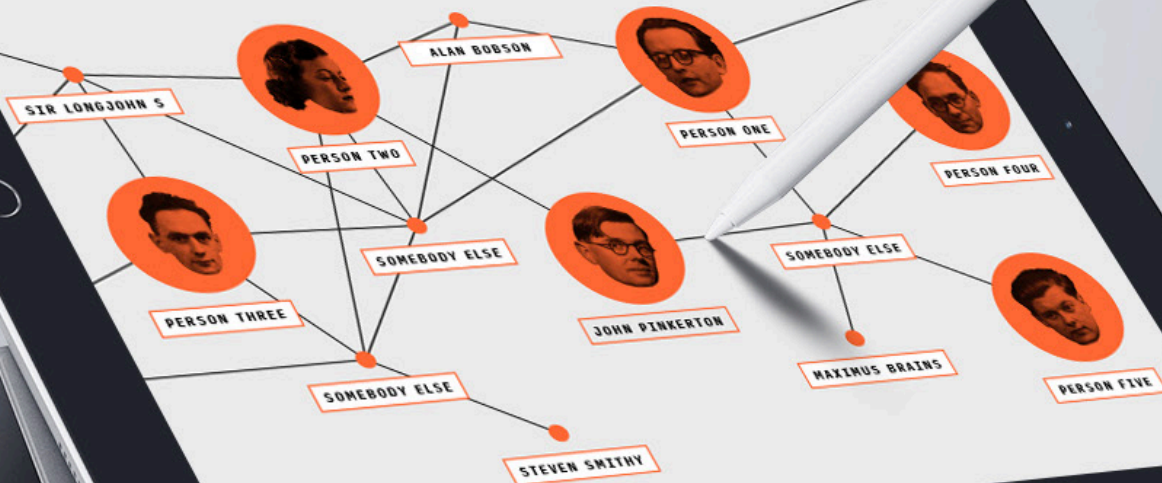 ALAN BOBSON
SIR LONGJOHN S
PERSON ONE
PERSON TWO
PERSON FOUR
SOMEBODY ELSE
SOMEBODY ELSE
PERSON THREE
JOHN PINKERTON
MAXIMUS BRAINS
PERSON FIVE
SOMEBODY ELSE
STEVEN SMITHY